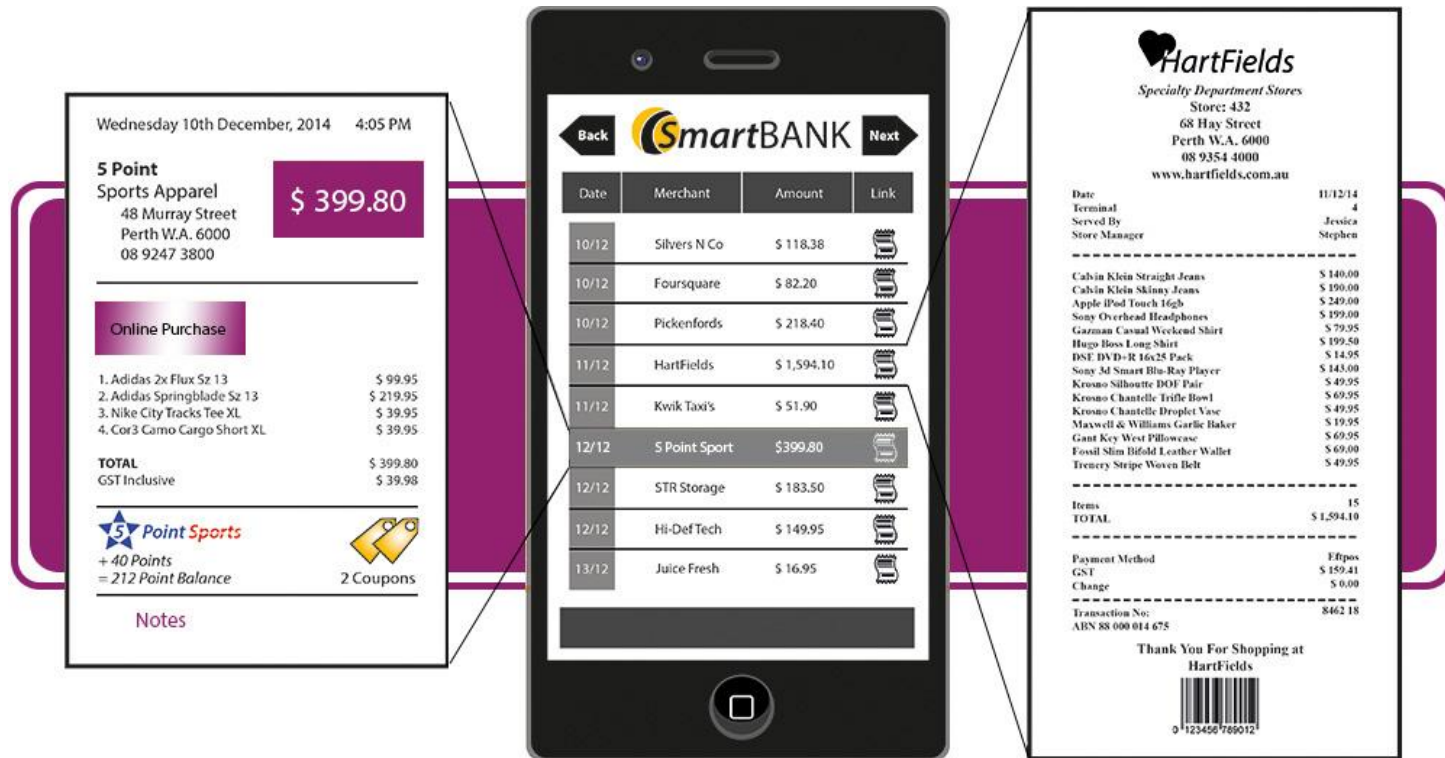 Wednesday 10th December, 2014 4:05 PM
5 Point
Sports Apparel
48 Murray Street
Perth W.A. 6000
08 9247 3800
$ 399.80
Online Purchase
1. Adidas 2x Flux Sz 13 $ 99.95
2. Adidas Springblade Sz 13 $ 219.95
3. Nike City Tracks Tee XL $ 39.95
4. Cor3 Camo Cargo Short XL $ 39.95
TOTAL $ 399.80
GST Inclusive $ 39.98
5 Point Sports
+ 40 Points
= 212 Point Balance
2 Coupons
Notes
Back SmartBANK Next
Date Merchant Amount Link
10/12 Silvers N Co $ 118.38
10/12 Foursquare $ 82.20
10/12 Pickenfords $ 218.40
11/12 HartFields $ 1,594.10
11/12 Kwik Taxi's $ 51.90
12/12 5 Point Sport $399.80
12/12 STR Storage $ 183.50
12/12 Hi-Def Tech $ 149.95
13/12 Juice Fresh $ 16.95
HartFields
Specialty Department Stores
Store: 432
68 Hay Street
Perth W.A. 6000
08 9354 4000
www.hartfields.com.au
Date 11/12/14
Terminal 4
Served By Jessica
Store Manager Stephen
Calvin Klein Straight Jeans $ 140.00
Calvin Klein Skinny Jeans $ 190.00
Apple iPod Touch 16gb $ 249.00
Sony Overhead Headphones $ 199.00
Gazman Casual Weekend Shirt $ 79.95
Hugo Boss Long Shirt $ 199.50
DSE DVD+R 16x25 Pack $ 14.95
Sony 3d Smart Blu-Ray Player $ 143.00
Krosno Silhoutte DOF Pair $ 49.95
Krosno Chantelle Trifle Bowl $ 69.95
Krosno Chantelle Droplet Vase $ 49.95
Maxwell & Williams Garlic Baker $ 19.95
Gant Key West Pillowcase $ 69.95
Fossil Slim Bifold Leather Wallet $ 69.00
Trenery Stripe Woven Belt $ 49.95
Items 15
TOTAL $ 1,594.10
Payment Method Eftpos
GST $ 159.41
Change $ 0.00
Transaction No: 8462 18
ABN 88 000 014 675
Thank You For Shopping at
HartFields
0 123456 789012